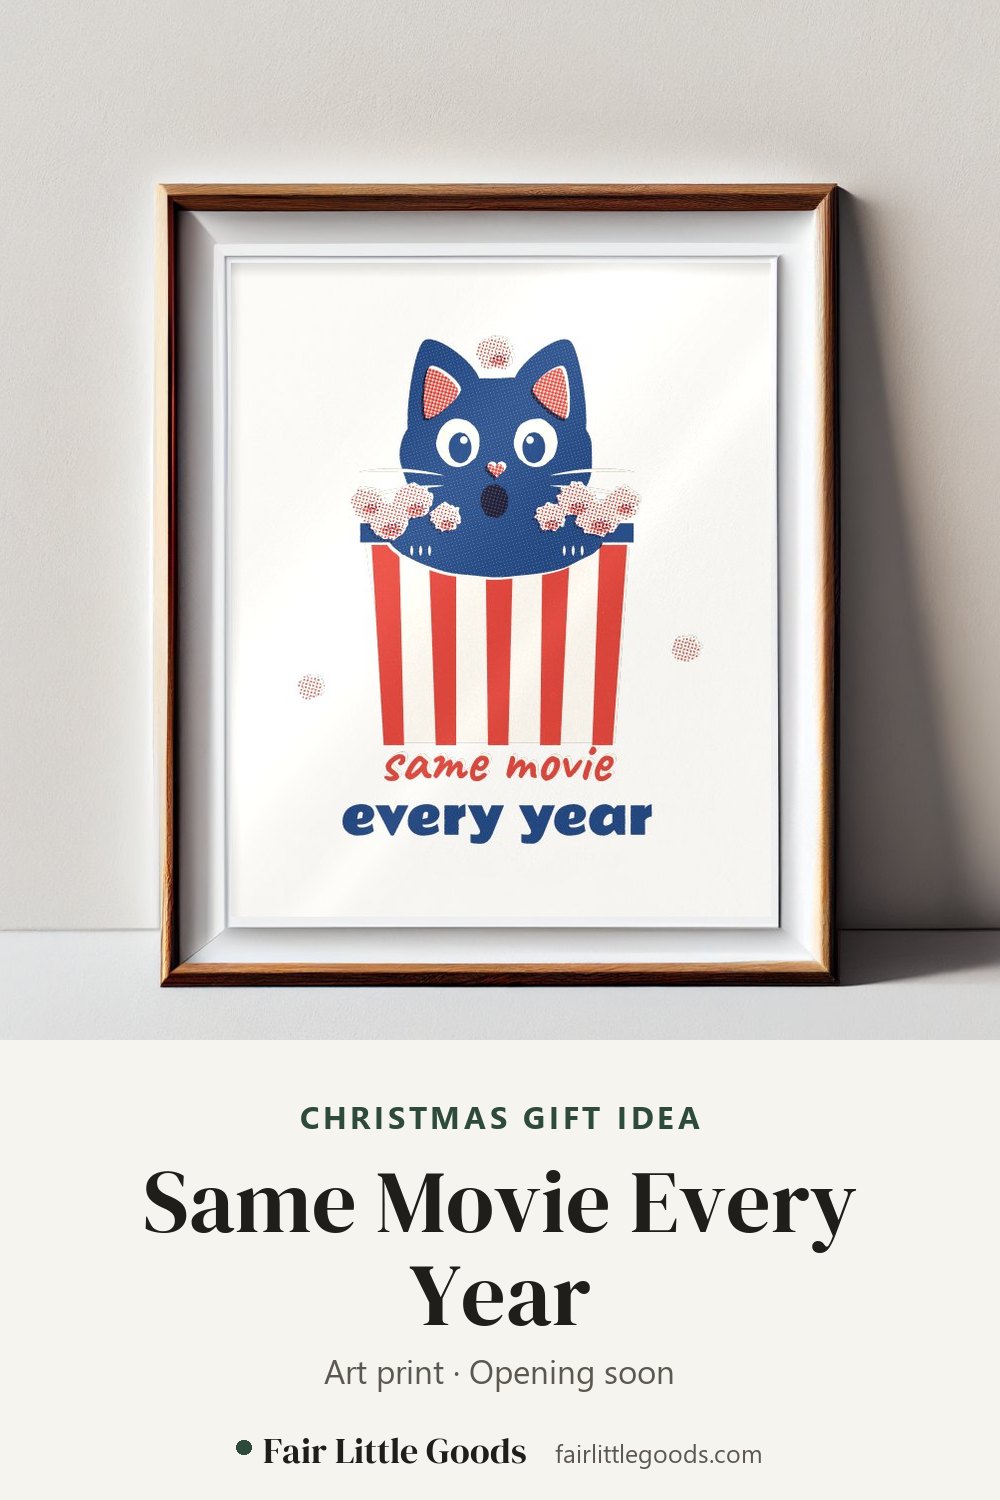 same movie
every year
CHRISTMAS GIFT IDEA
Same Movie Every
Year
Art print · Opening soon
Fair Little Goods fairlittlegoods.com